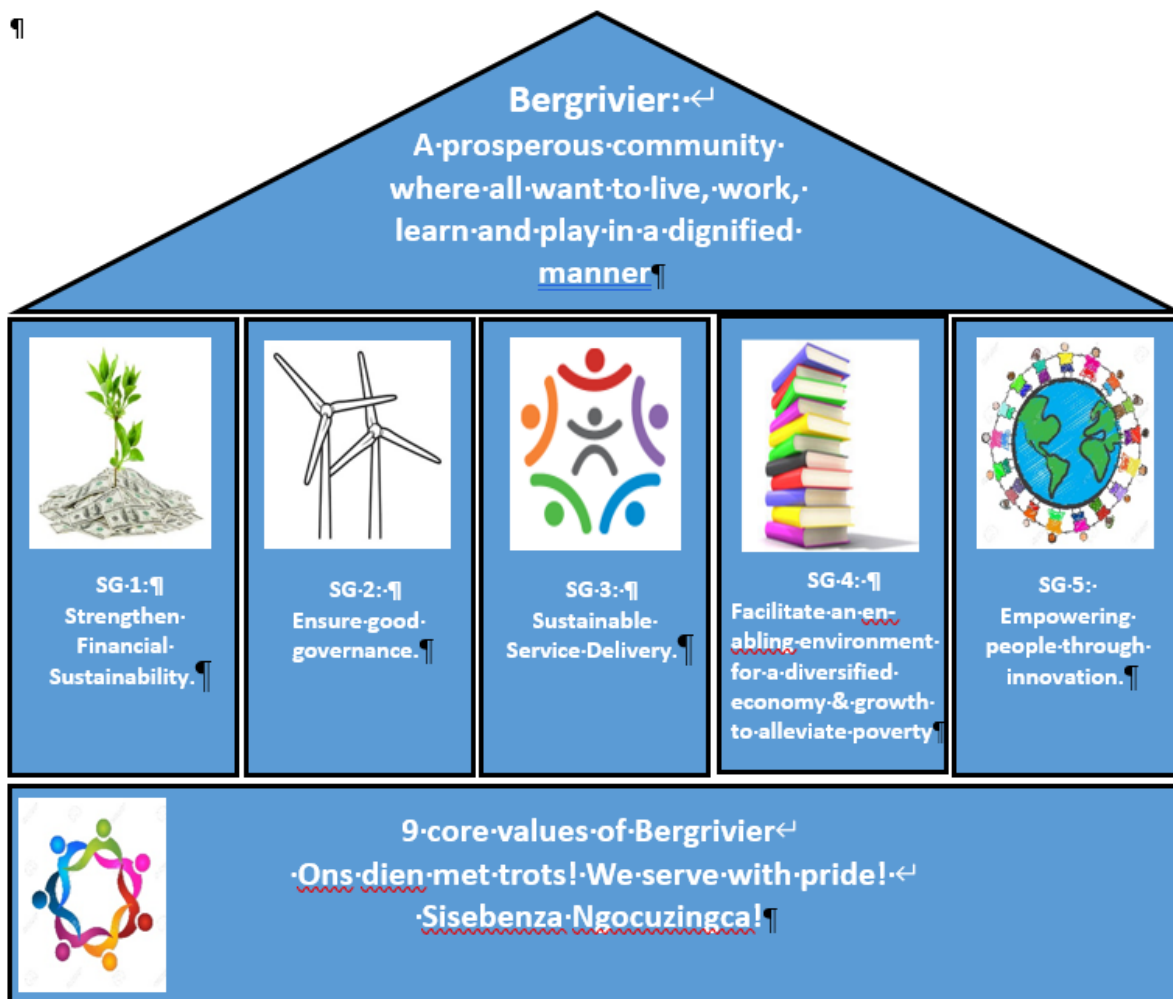 ¶
Bergrivier:·↵
A·prosperous·community·
where·all·want·to·live,·work,·
learn·and·play·in·a·dignified·
manner¶
SG·1:¶
Strengthen·
Financial·
Sustainability.¶
SG·2:·¶
Ensure·good·
governance.¶
SG·3:·¶
Sustainable·
Service·Delivery.¶
SG·4:·¶
Facilitate·an·en-
abling·environment·
for·a·diversified·
economy·&·growth·
to·alleviate·poverty¶
SG·5:·
Empowering·
people·through·
innovation.¶
9·core·values·of·Bergrivier↵
·Ons·dien·met·trots!·We·serve·with·pride!·↵
·Sisebenza·Ngocuzingca!¶